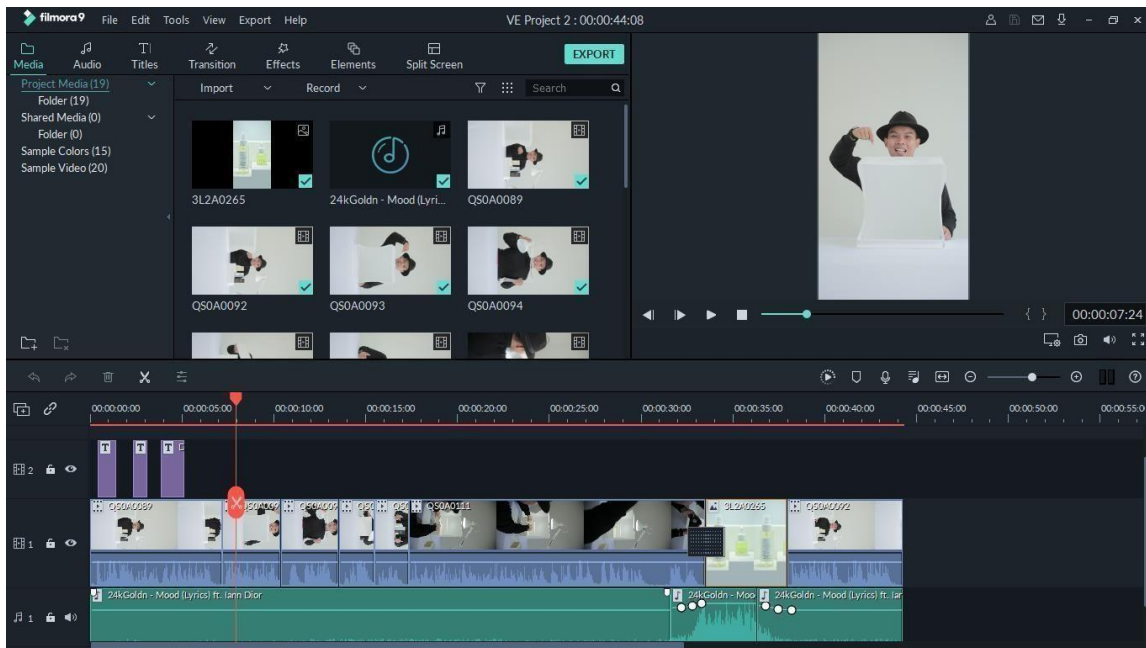 filmora9 File Edit Tools View Export Help VE Project 2 : 00:00:44:08
Media Audio Titles Transition Effects Elements Split Screen EXPORT
Project Media (19) Import Record Search
Folder (19)
Shared Media (0)
Folder (0)
Sample Colors (15)
Sample Video (20)
3L2A0265 24kGoldn - Mood (Lyri... QS0A0089
QS0A0092 QS0A0093 QS0A0094
{ } 00:00:07:24
00:00:00:00 00:00:05:00 00:00:10:00 00:00:15:00 00:00:20:00 00:00:25:00 00:00:30:00 00:00:35:00 00:00:40:00 00:00:45:00 00:00:50:00 00:00:55:0
T T T
2
QS0A0089 QS0A009 QS0 QS0 QS0A0111 3L2A0265 QS0A0092
1
24kGoldn - Mood (Lyrics) ft. Iann Dior 24kGoldn - Moo 24kGoldn - Mood (Lyrics) ft. Iar
1